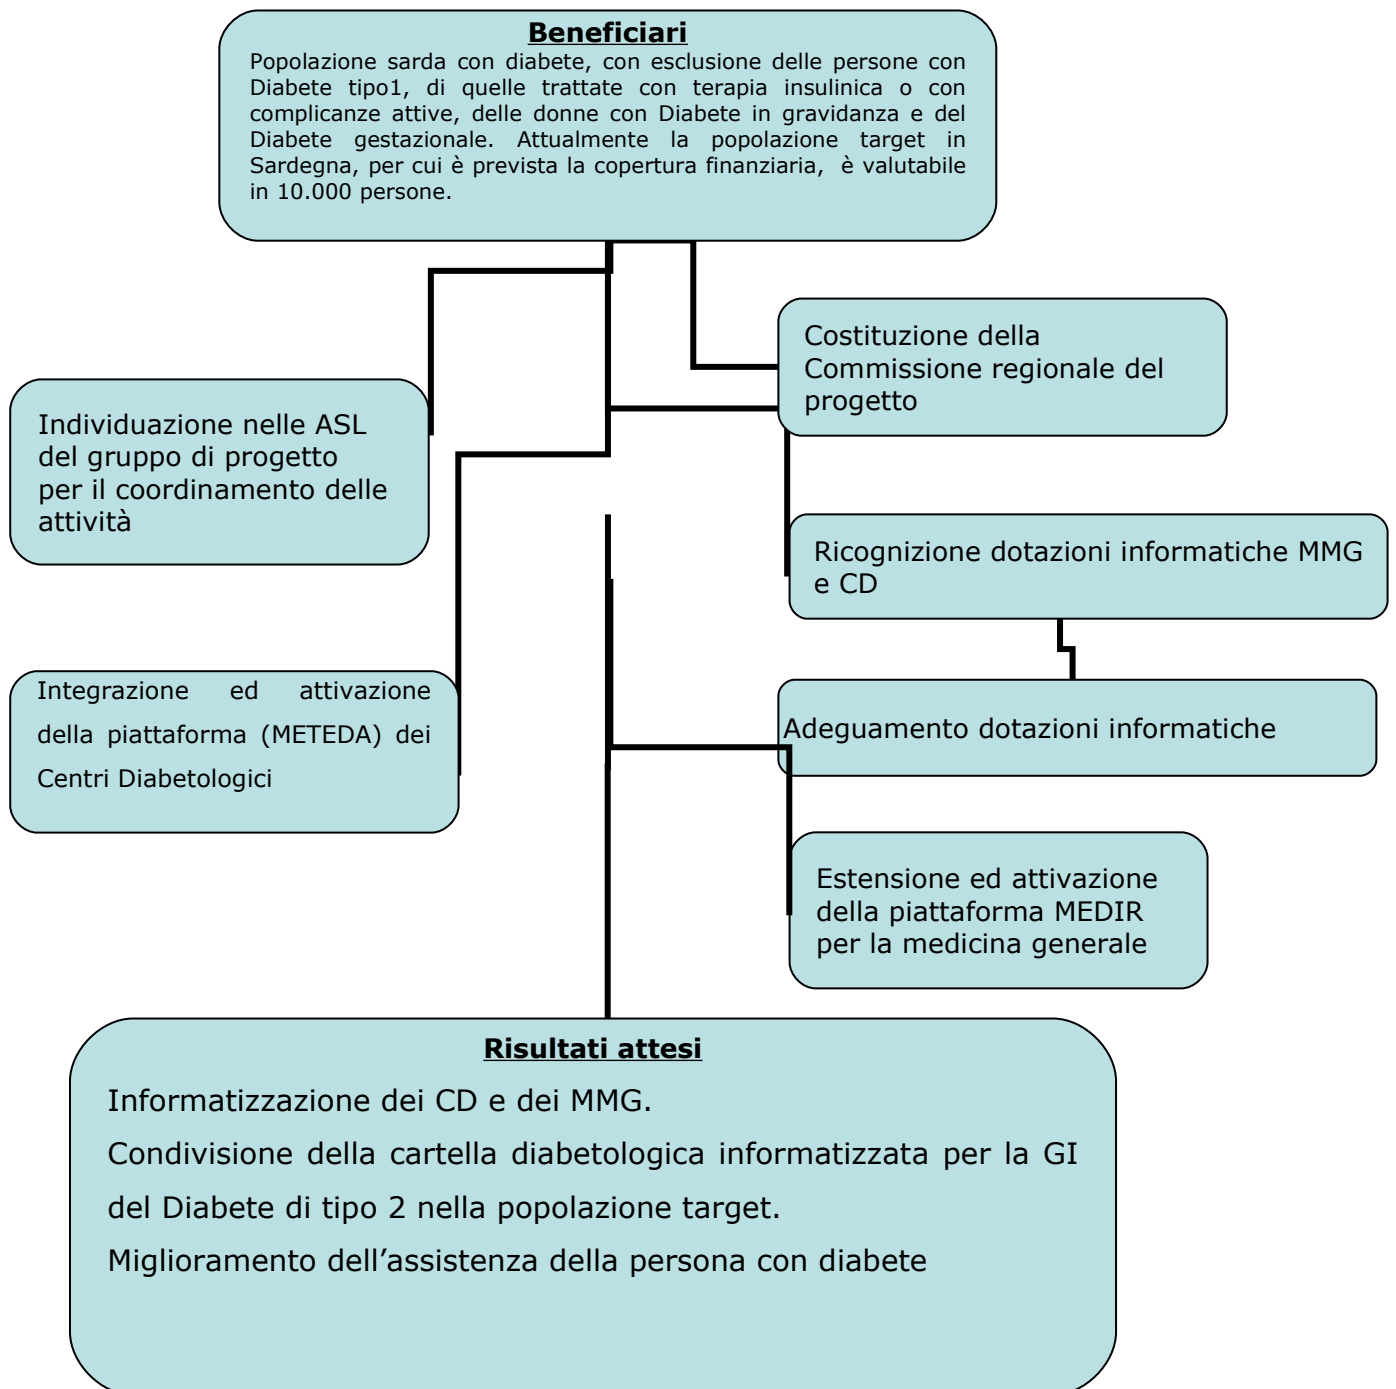 Beneficiari
Popolazione sarda con diabete, con esclusione delle persone con
Diabete tipo1, di quelle trattate con terapia insulinica o con
complicanze attive, delle donne con Diabete in gravidanza e del
Diabete gestazionale. Attualmente la popolazione target in
Sardegna, per cui è prevista la copertura finanziaria, è valutabile
in 10.000 persone.
Costituzione della
Commissione regionale del
progetto
Individuazione nelle ASL
del gruppo di progetto
per il coordinamento delle
attività
Ricognizione dotazioni informatiche MMG
e CD
Integrazione ed attivazione
della piattaforma (METEDA) dei
Centri Diabetologici
Adeguamento dotazioni informatiche
Estensione ed attivazione
della piattaforma MEDIR
per la medicina generale
Risultati attesi
Informatizzazione dei CD e dei MMG.
Condivisione della cartella diabetologica informatizzata per la GI
del Diabete di tipo 2 nella popolazione target.
Miglioramento dell’assistenza della persona con diabete